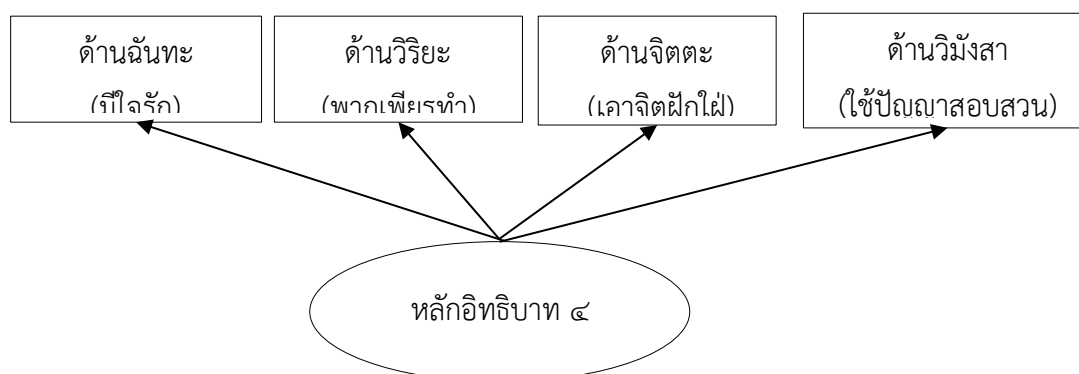 ด้านฉันทะ
(มีใจรัก)
ด้านวิริยะ
(พากเพียรทำ)
ด้านจิตตะ
(เอาจิตฝักใฝ่)
ด้านวิมังสา
(ใช้ปัญญาสอบสวน)
หลักอิทธิบาท ๔